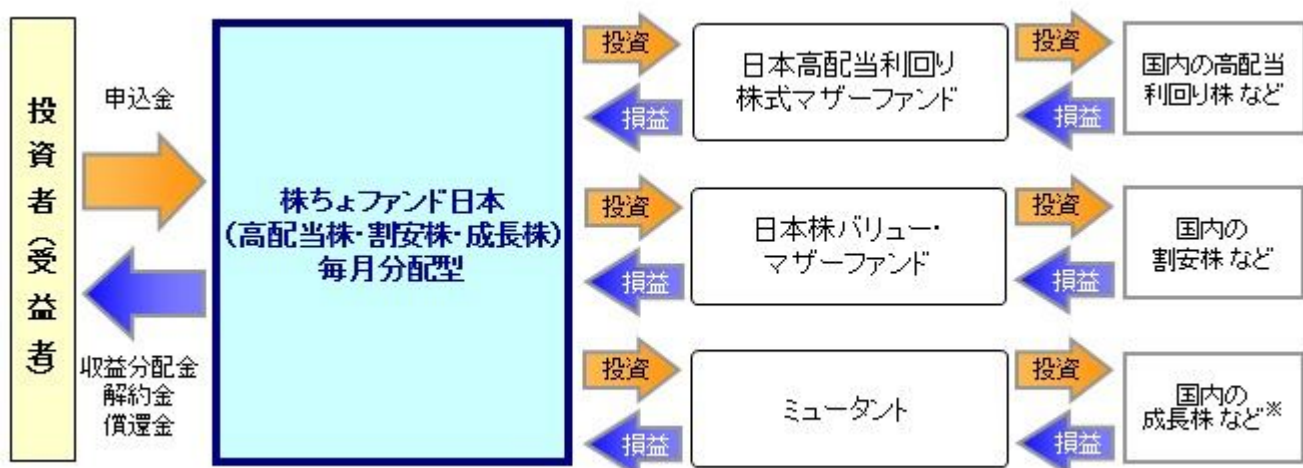 投資者（受益者）
申込金
収益分配金
解約金
償還金
株ちょファンド日本
（高配当株・割安株・成長株）
毎月分配型
投資
損益
日本高配当利回り
株式マザーファンド
投資
損益
国内の高配当
利回り株 など
投資
損益
日本株バリュー・
マザーファンド
投資
損益
国内の
割安株 など
投資
損益
ミュータント
投資
損益
国内の
成長株 など※